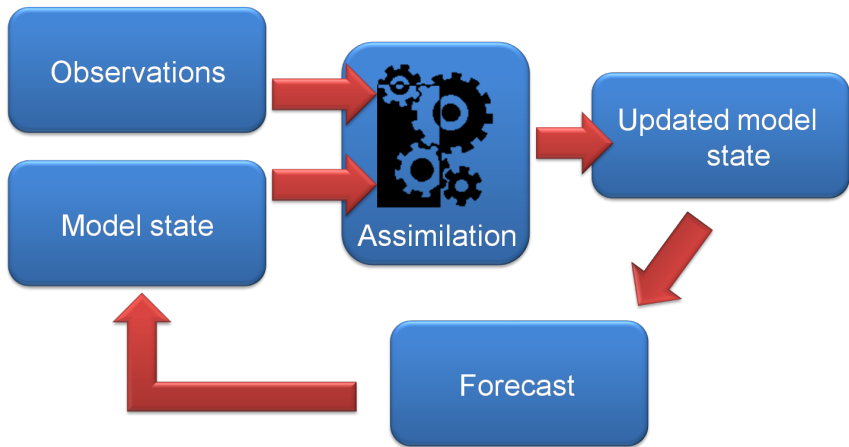 Observations
Model state
Assimilation
Updated model
state
Forecast